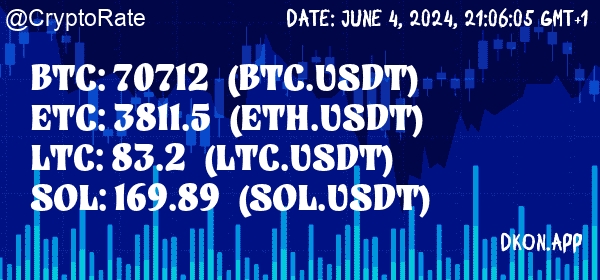 @CryptoRate
DATE: JUNE 4, 2024, 21:06:05 GMT+1
BTC: 70712 (BTC.USDT)
ETC: 3811.5 (ETH.USDT)
LTC: 83.2 (LTC.USDT)
SOL: 169.89 (SOL.USDT)
DKON.APP